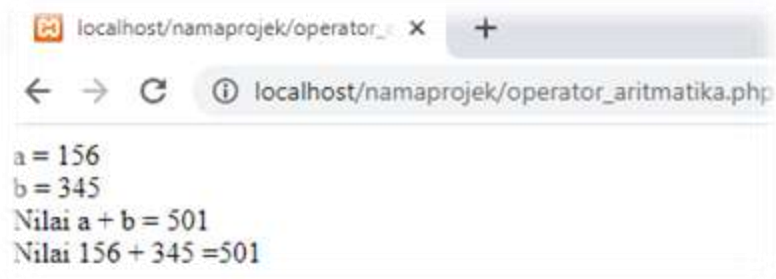 localhost/namaprojek/operator_
localhost/namaprojek/operator_aritmatika.php
a = 156
b = 345
Nilai a + b = 501
Nilai 156 + 345 =501